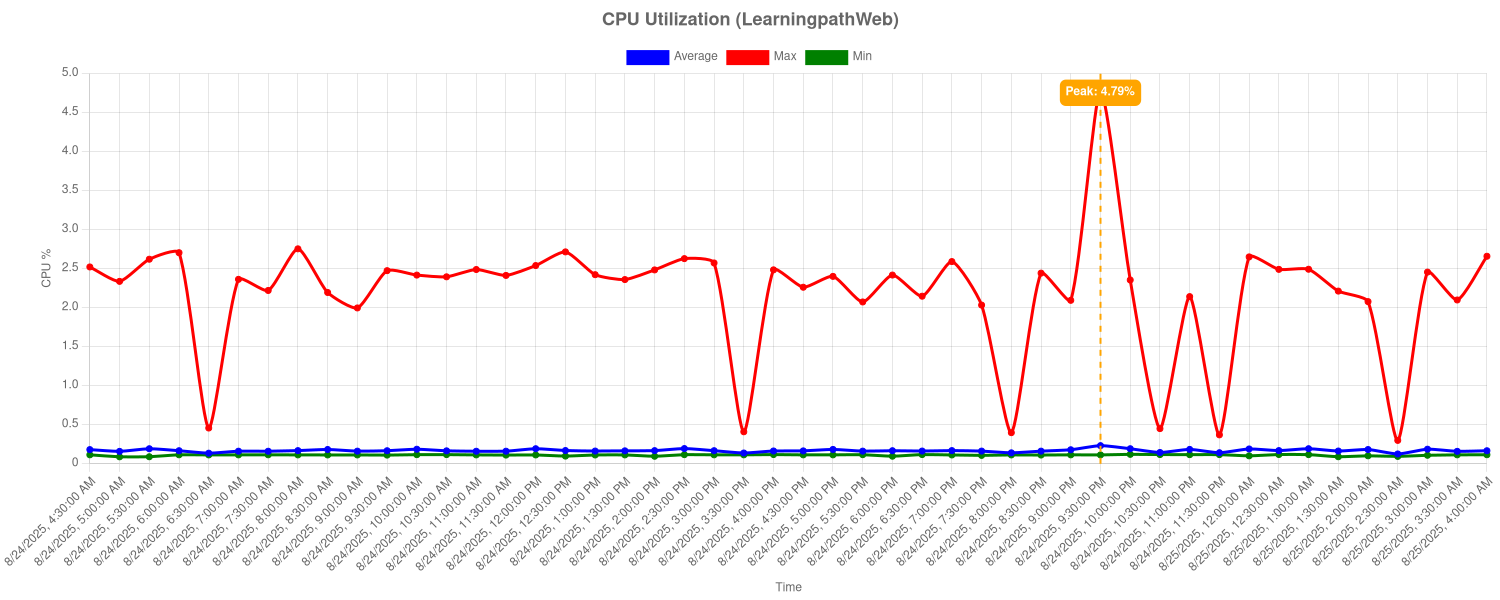 CPU Utilization (LearningpathWeb)
Average Max Min
5.0
4.5
4.0
3.5
3.0
2.5
2.0
1.5
1.0
0.5
0
CPU %
Peak: 4.79%
8/24/2025, 4:30:00 AM
8/24/2025, 5:00:00 AM
8/24/2025, 5:30:00 AM
8/24/2025, 6:00:00 AM
8/24/2025, 6:30:00 AM
8/24/2025, 7:00:00 AM
8/24/2025, 7:30:00 AM
8/24/2025, 8:00:00 AM
8/24/2025, 8:30:00 AM
8/24/2025, 9:00:00 AM
8/24/2025, 9:30:00 AM
8/24/2025, 10:00:00 AM
8/24/2025, 10:30:00 AM
8/24/2025, 11:00:00 AM
8/24/2025, 11:30:00 AM
8/24/2025, 12:00:00 PM
8/24/2025, 12:30:00 PM
8/24/2025, 1:00:00 PM
8/24/2025, 1:30:00 PM
8/24/2025, 2:00:00 PM
8/24/2025, 2:30:00 PM
8/24/2025, 3:00:00 PM
8/24/2025, 3:30:00 PM
8/24/2025, 4:00:00 PM
8/24/2025, 4:30:00 PM
8/24/2025, 5:00:00 PM
8/24/2025, 5:30:00 PM
8/24/2025, 6:00:00 PM
8/24/2025, 6:30:00 PM
8/24/2025, 7:00:00 PM
8/24/2025, 7:30:00 PM
8/24/2025, 8:00:00 PM
8/24/2025, 8:30:00 PM
8/24/2025, 9:00:00 PM
8/24/2025, 9:30:00 PM
8/24/2025, 10:00:00 PM
8/24/2025, 10:30:00 PM
8/24/2025, 11:00:00 PM
8/24/2025, 11:30:00 PM
8/25/2025, 12:00:00 AM
8/25/2025, 12:30:00 AM
8/25/2025, 1:00:00 AM
8/25/2025, 1:30:00 AM
8/25/2025, 2:00:00 AM
8/25/2025, 2:30:00 AM
8/25/2025, 3:00:00 AM
8/25/2025, 3:30:00 AM
8/25/2025, 4:00:00 AM
Time